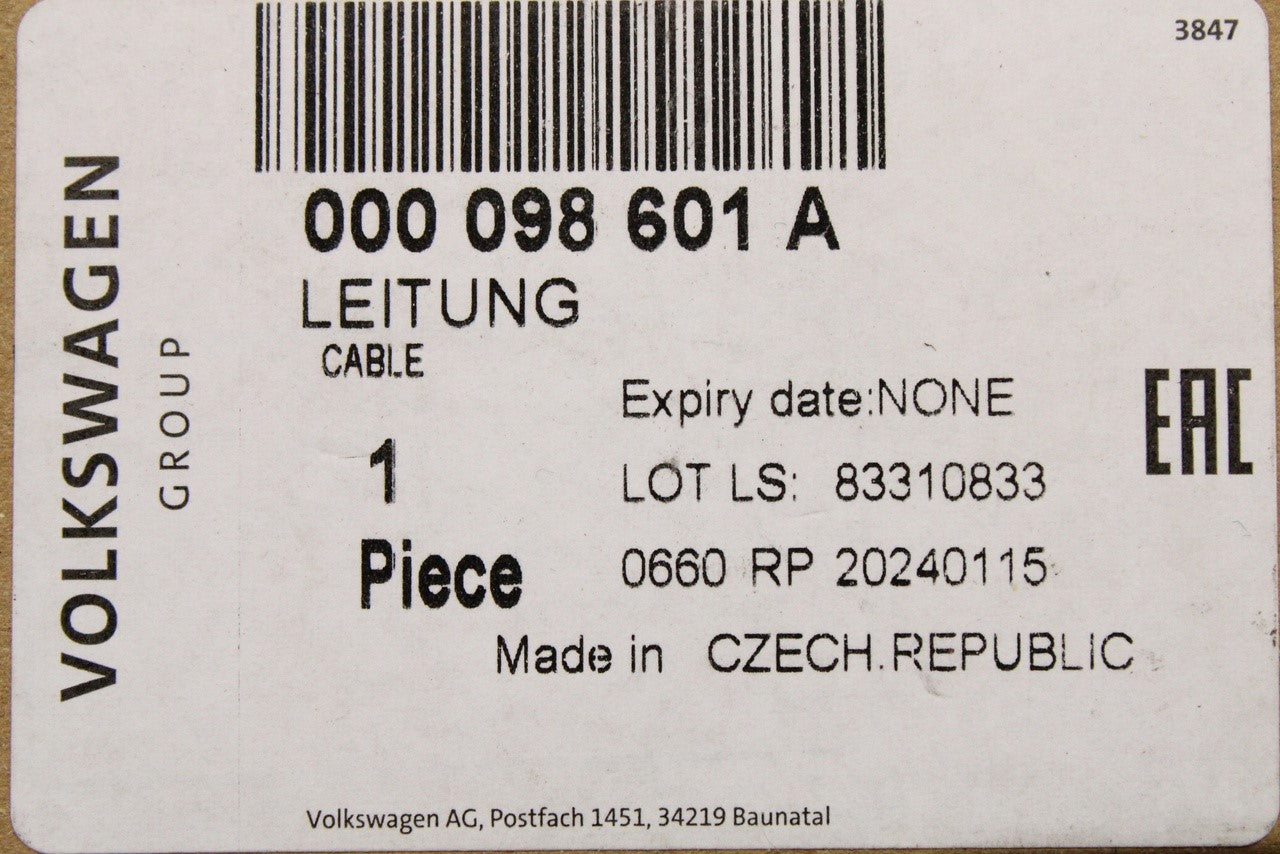 3847
000 098 601 A
LEITUNG
CABLE
Expiry date:NONE
1
LOT LS: 83310833
Piece
0660 RP 20240115
Made in CZECH.REPUBLIC
Volkswagen AG, Postfach 1451, 34219 Baunatal
VOLKSWAGEN
GROUP
EAC